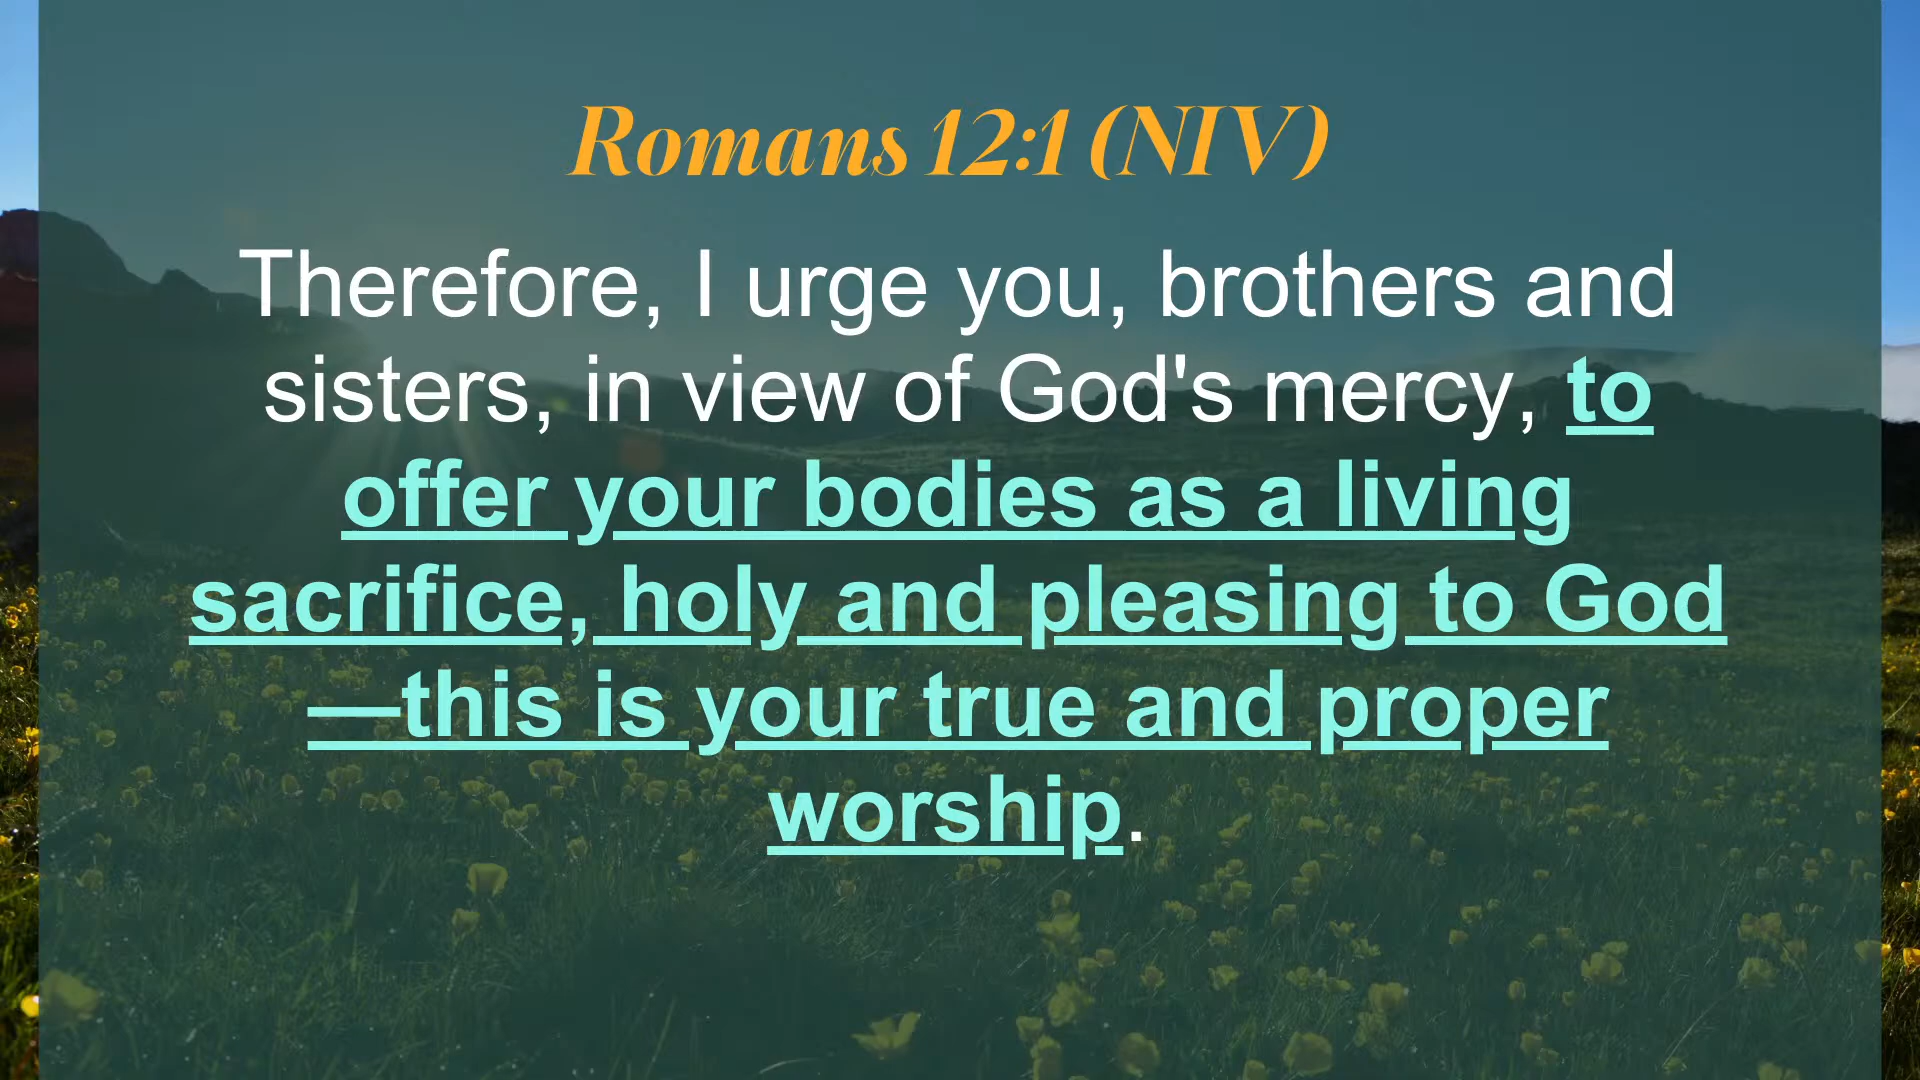 Romans 12:1 (NIV)
Therefore, I urge you, brothers and
sisters, in view of God's mercy, to
offer your bodies as a living
sacrifice, holy and pleasing to God
—this is your true and proper
worship.